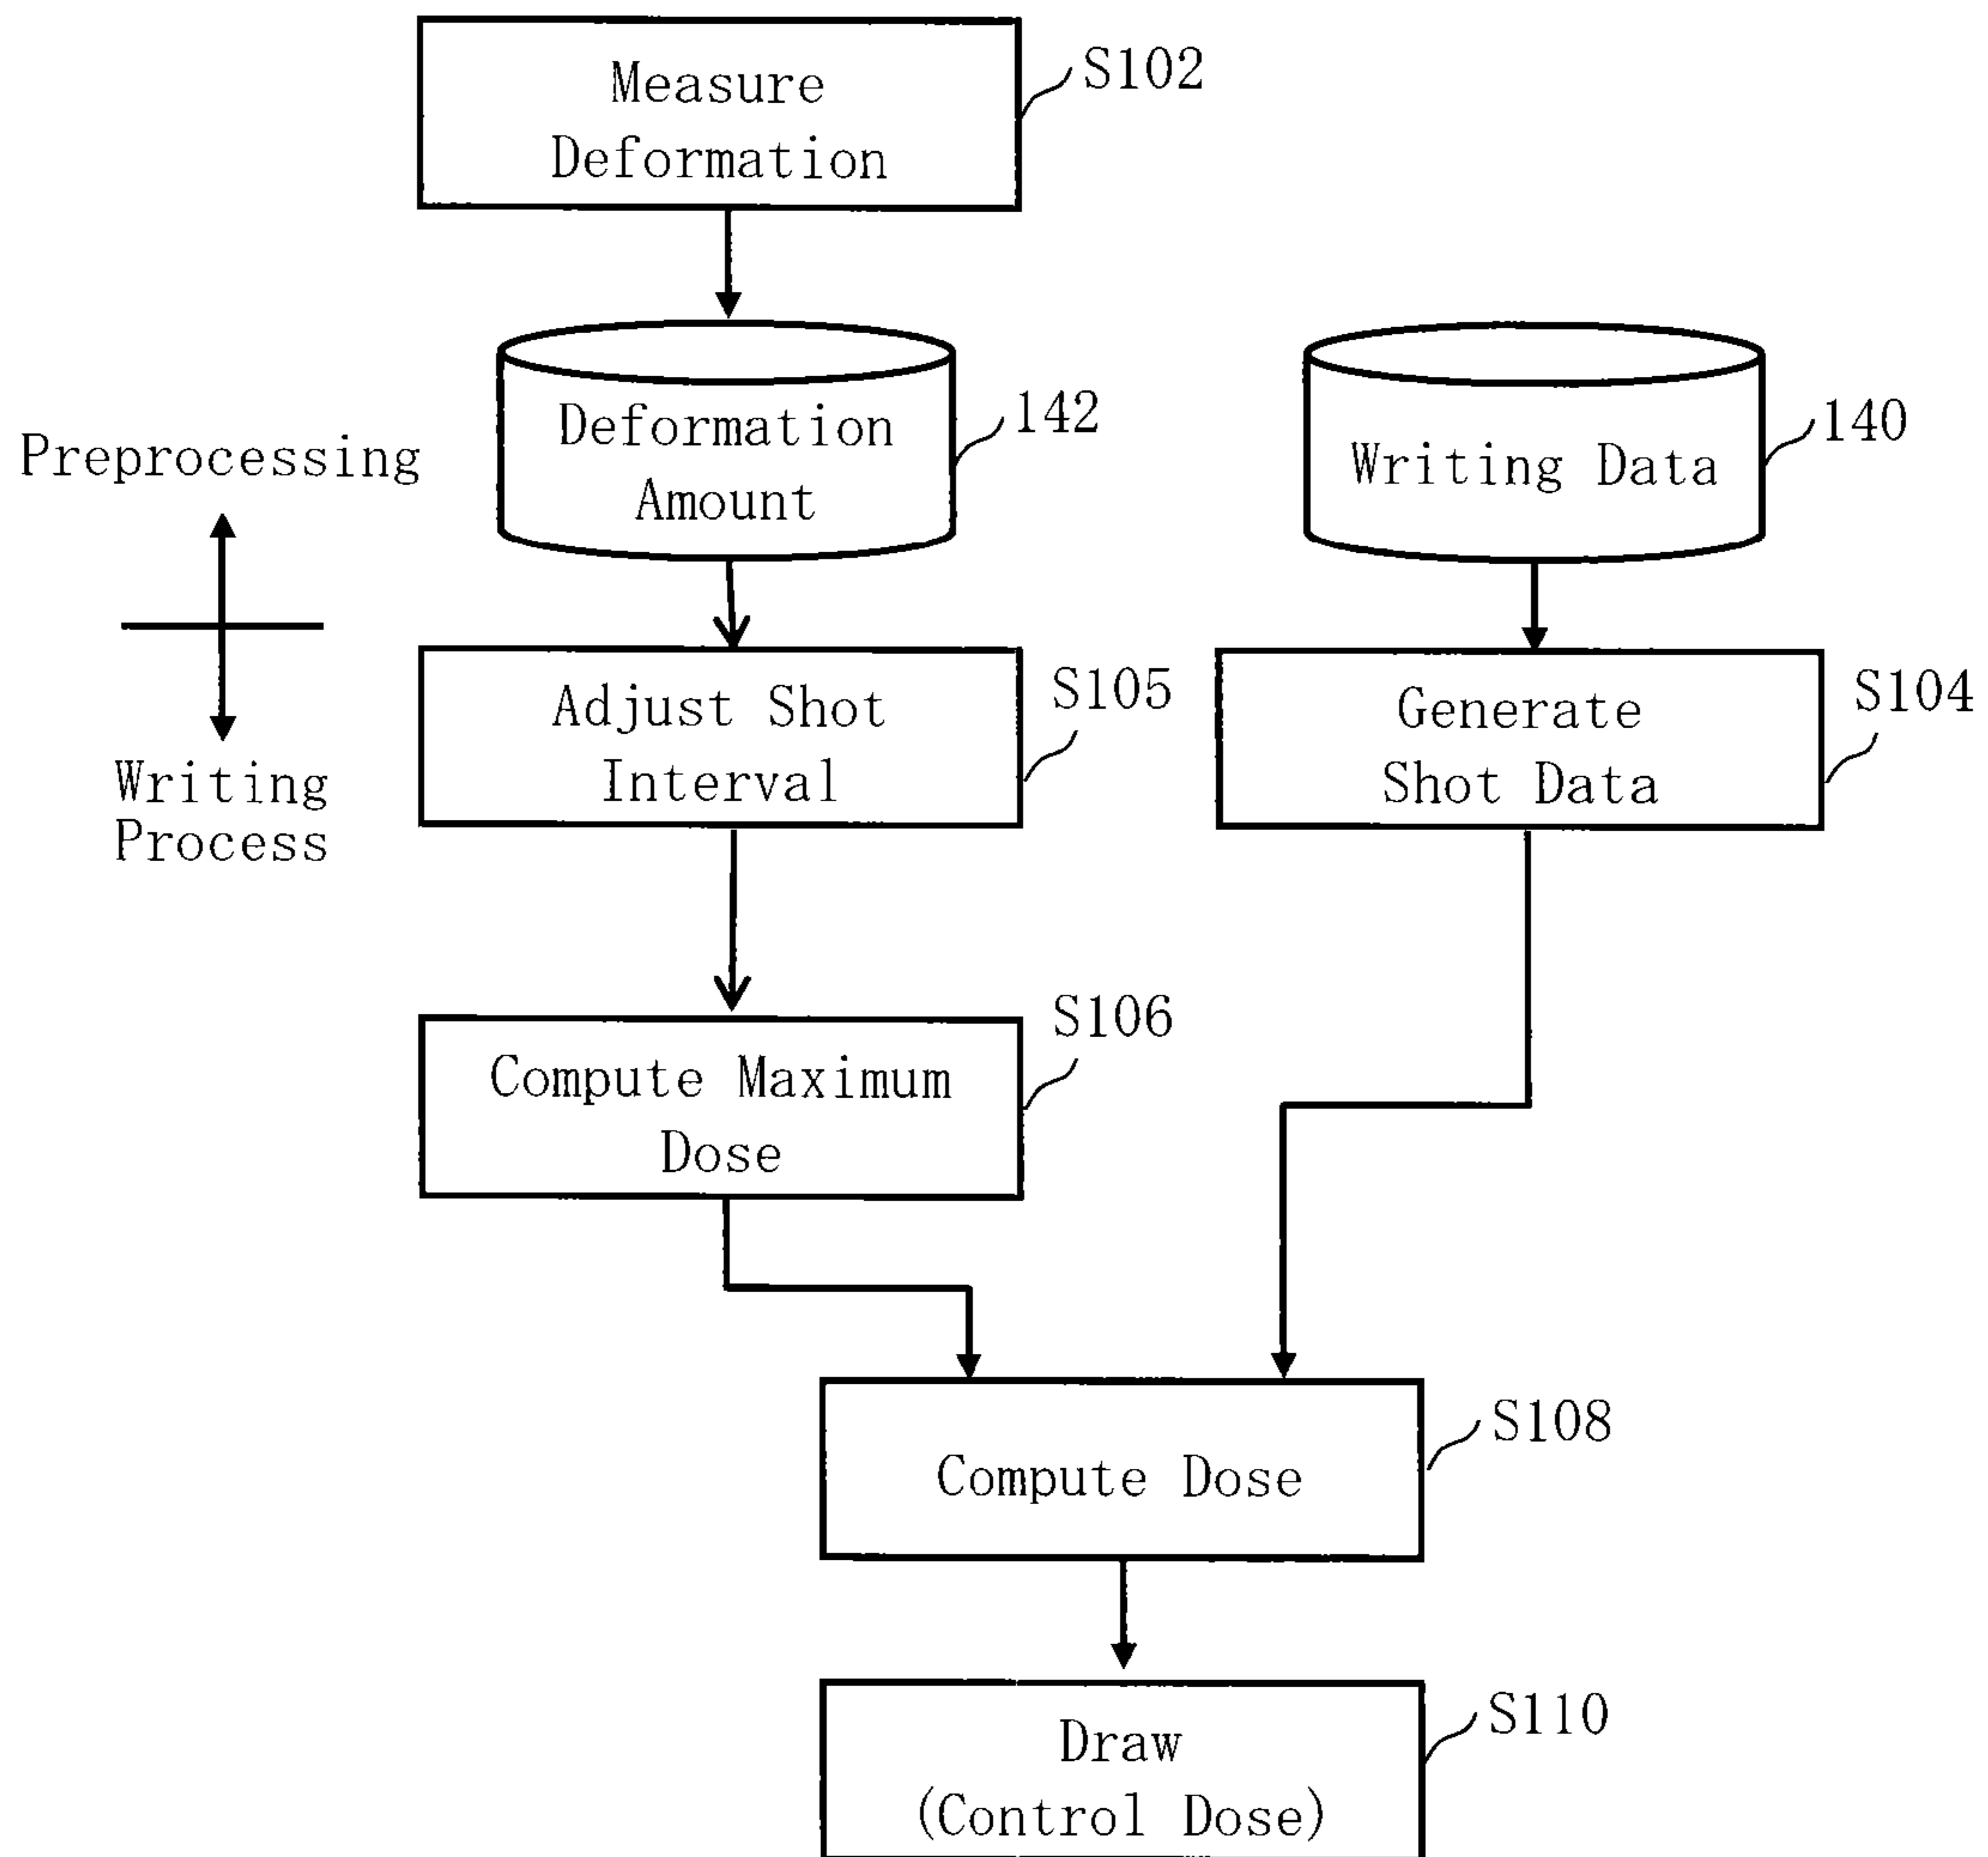 Measure
Deformation
S102
Deformation
Amount
142
Writing Data
140
Preprocessing
Writing
Process
Adjust Shot
Interval
S105
Generate
Shot Data
S104
Compute Maximum
Dose
S106
Compute Dose
S108
Draw
(Control Dose)
S110